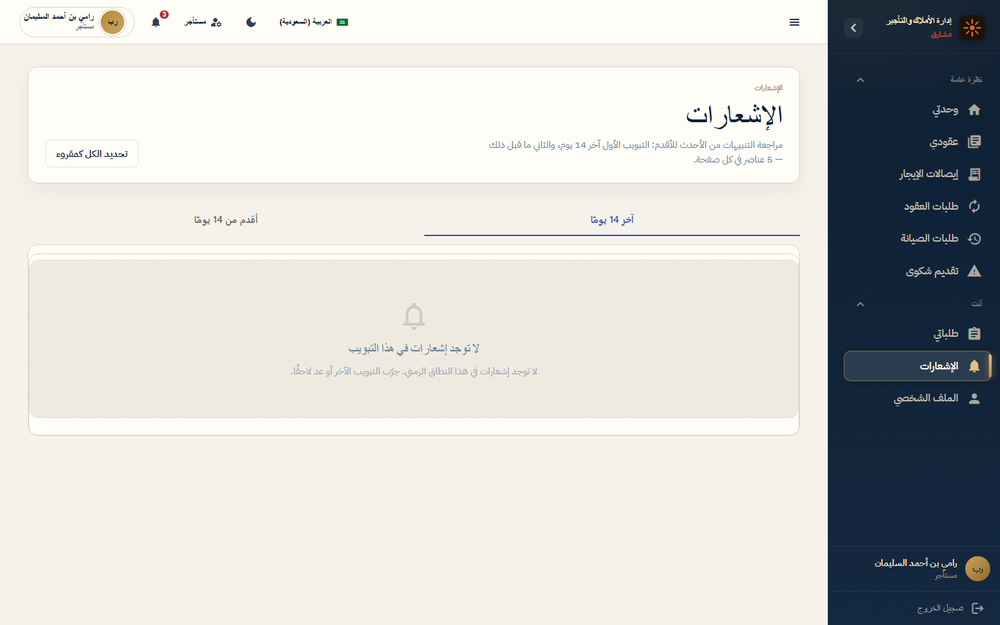 إدارة الأملاك والتأجير
مشارق
نظرة عامة
وحدتي
عقودي
إيصالات الإيجار
طلبات العقود
طلبات الصيانة
تقديم شكوى
أنت
طلباتي
الإشعارات
الملف الشخصي
رب
رامي بن أحمد السليمان
مستأجر
تسجيل الخروج
العربية (السعودية)
مستأجر
3
رب
رامي بن أحمد السليمان
مستأجر
الإشعارات
الإشعارات
مراجعة التنبيهات من الأحدث للأقدم: التبويب الأول آخر 14 يوم، والثاني ما قبل ذلك
— 5 عناصر في كل صفحة.
تحديد الكل كمقروء
آخر 14 يومًا
أقدم من 14 يومًا
لا توجد إشعارات في هذا التبويب
لا توجد إشعارات في هذا النطاق الزمني. جرّب التبويب الآخر أو عد لاحقًا.